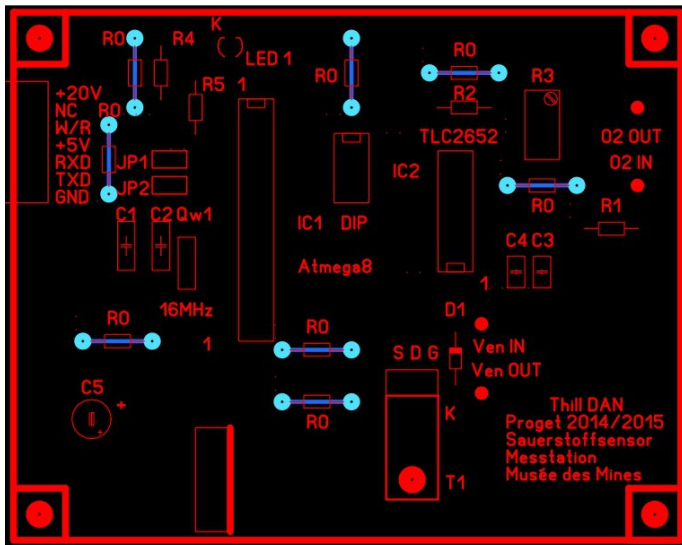 K
R0
R4
LED 1
R0
R0
R3
+20V
NC
R0
W/R
+5V
RXD
TXD
GND
R5
1
R2
TLC2652
O2 OUT
O2 IN
JP1
JP2
IC2
R0
C1
C2
Qw1
IC1
DIP
R1
C4
C3
Atmega8
1
16MHz
R0
1
R0
D1
Ven IN
Ven OUT
S D G
C5
+
R0
K
T1
Thill DAN
Proget 2014/2015
Sauerstoffsensor
Messtation
Musée des Mines